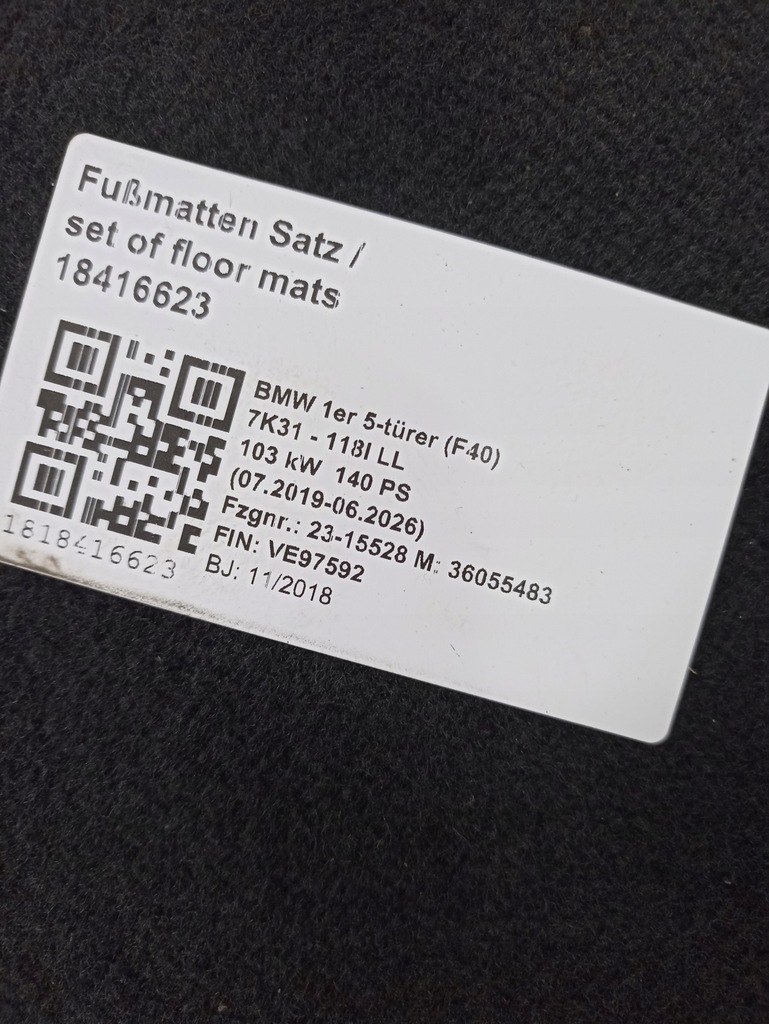 Fußmatten Satz /
set of floor mats
18416623
BMW 1er 5-türer (F40)
7K31 - 118I LL
103 kW 140 PS
(07.2019-06.2026)
Fzgnr.: 23-15528 M: 36055483
FIN: VE97592
BJ: 11/2018
1818416623